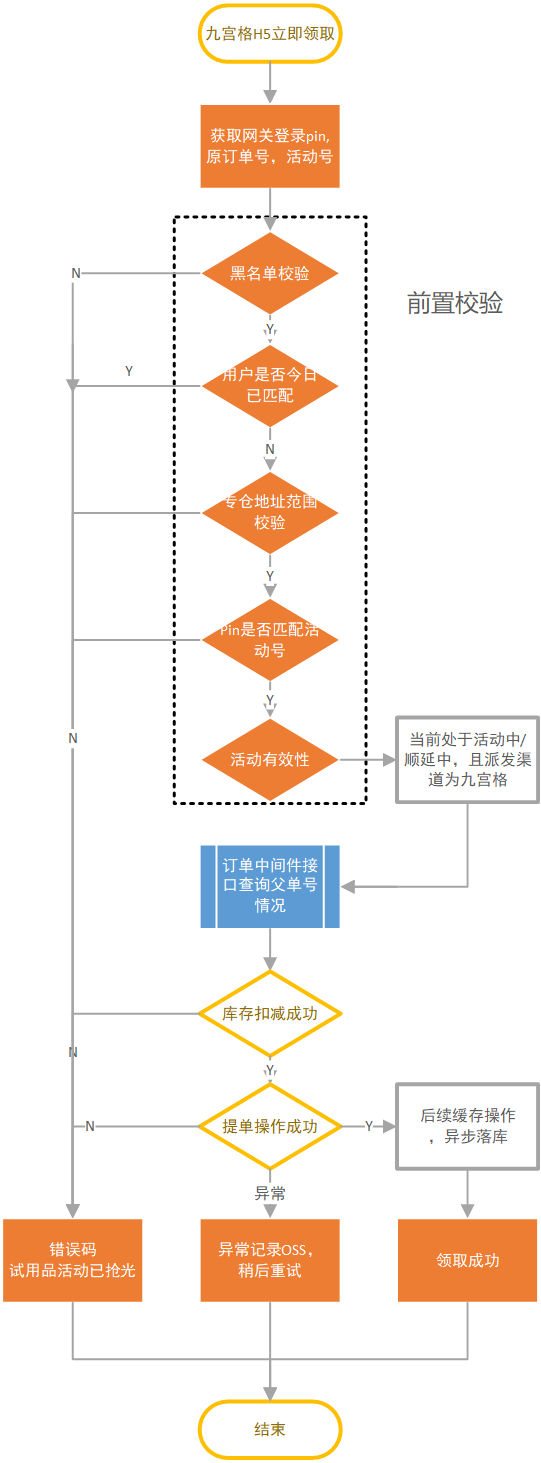 九宫格H5立即领取
获取网关登录pin,
原订单号，活动号
N
黑名单校验
前置校验
Y
Y
用户是否今日
已匹配
N
专仓地址范围
校验
Y
Pin是否匹配活
动号
Y
N
活动有效性
当前处于活动中/
顺延中，且派发渠
道为九宫格
订单中间件接
口查询父单号
情况
库存扣减成功
N
Y
N
提单操作成功
Y
后续缓存操作
，异步落库
异常
错误码
试用品活动已抢光
异常记录OSS，
稍后重试
领取成功
结束